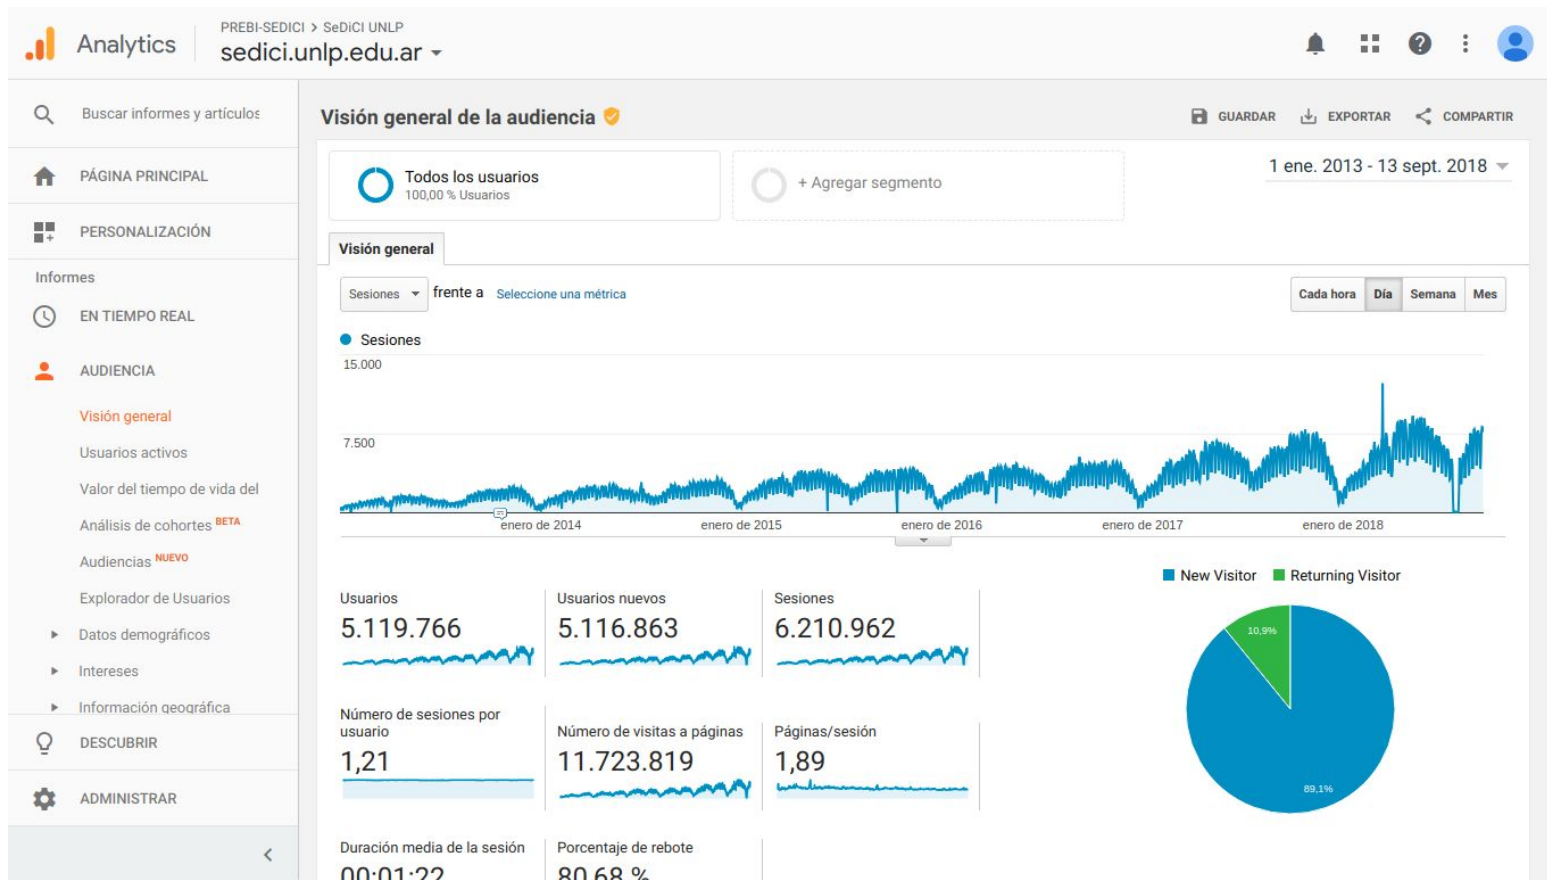 PREBI-SEDICI > SeDiCI UNLP
Analytics
sedici.unlp.edu.ar
Buscar informes y artículos
PÁGINA PRINCIPAL
PERSONALIZACIÓN
Informes
EN TIEMPO REAL
AUDIENCIA
Visión general
Usuarios activos
Valor del tiempo de vida del
Análisis de cohortes BETA
Audiencias NUEVO
Explorador de Usuarios
Datos demográficos
Intereses
Información geográfica
DESCUBRIR
ADMINISTRAR
Visión general de la audiencia
GUARDAR
EXPORTAR
COMPARTIR
Todos los usuarios
100,00 % Usuarios
+ Agregar segmento
1 ene. 2013 - 13 sept. 2018
Visión general
Sesiones frente a Seleccione una métrica
Cada hora Día Semana Mes
Sesiones
15.000
7.500
enero de 2014 enero de 2015 enero de 2016 enero de 2017 enero de 2018
New Visitor Returning Visitor
Usuarios
5.119.766
Usuarios nuevos
5.116.863
Sesiones
6.210.962
10,9%
89,1%
Número de sesiones por
usuario
1,21
Número de visitas a páginas
11.723.819
Páginas/sesión
1,89
Duración media de la sesión
00:01:22
Porcentaje de rebote
80,68 %